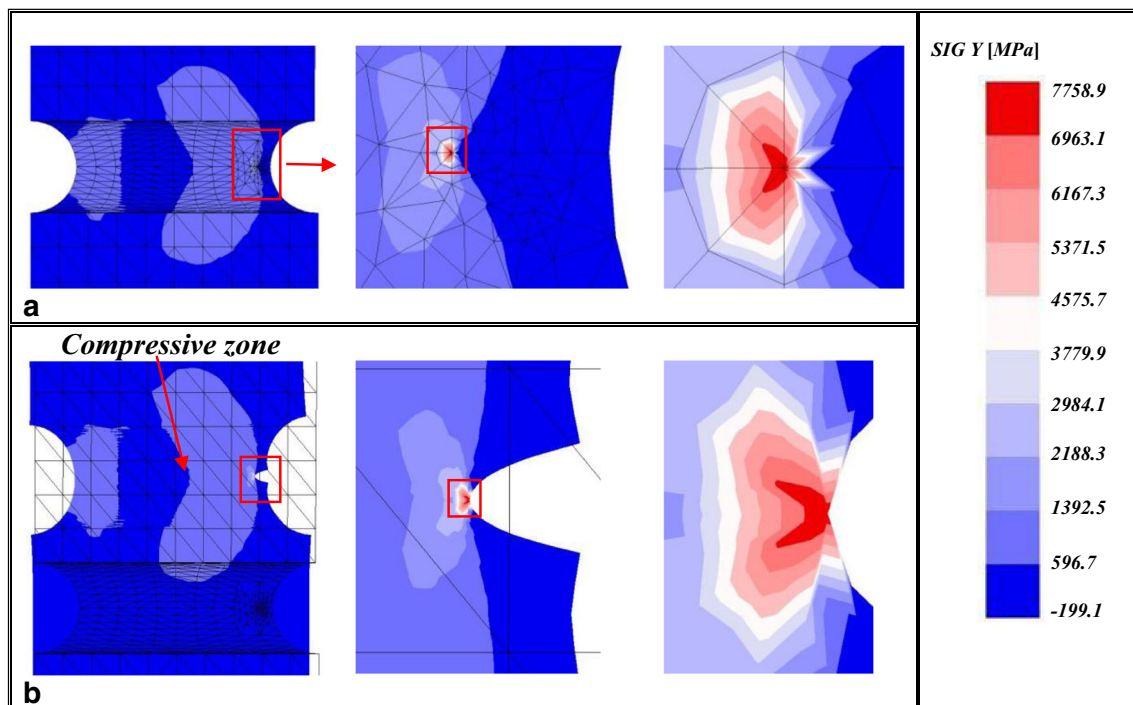 SIG Y [MPa]
7758.9
6963.1
6167.3
5371.5
4575.7
3779.9
2984.1
2188.3
1392.5
596.7
-199.1
a
Compressive zone
b